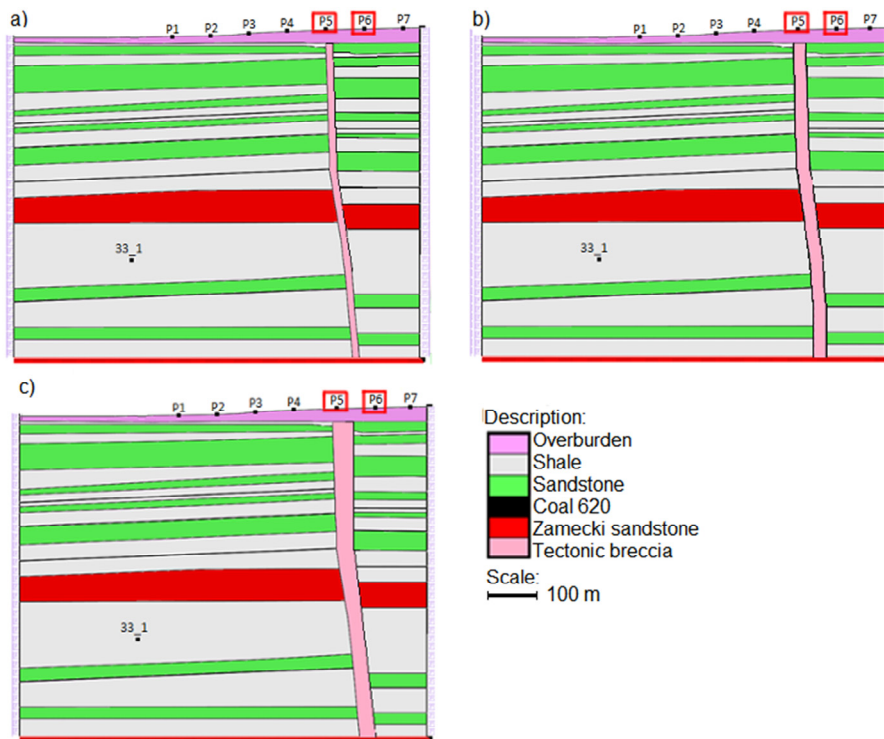 a)
P1 P2 P3 P4 P5 P6 P7
33_1
b)
P1 P2 P3 P4 P5 P6 P7
33_1
c)
P1 P2 P3 P4 P5 P6 P7
33_1
Description:
Overburden
Shale
Sandstone
Coal 620
Zamecki sandstone
Tectonic breccia
Scale:
100 m